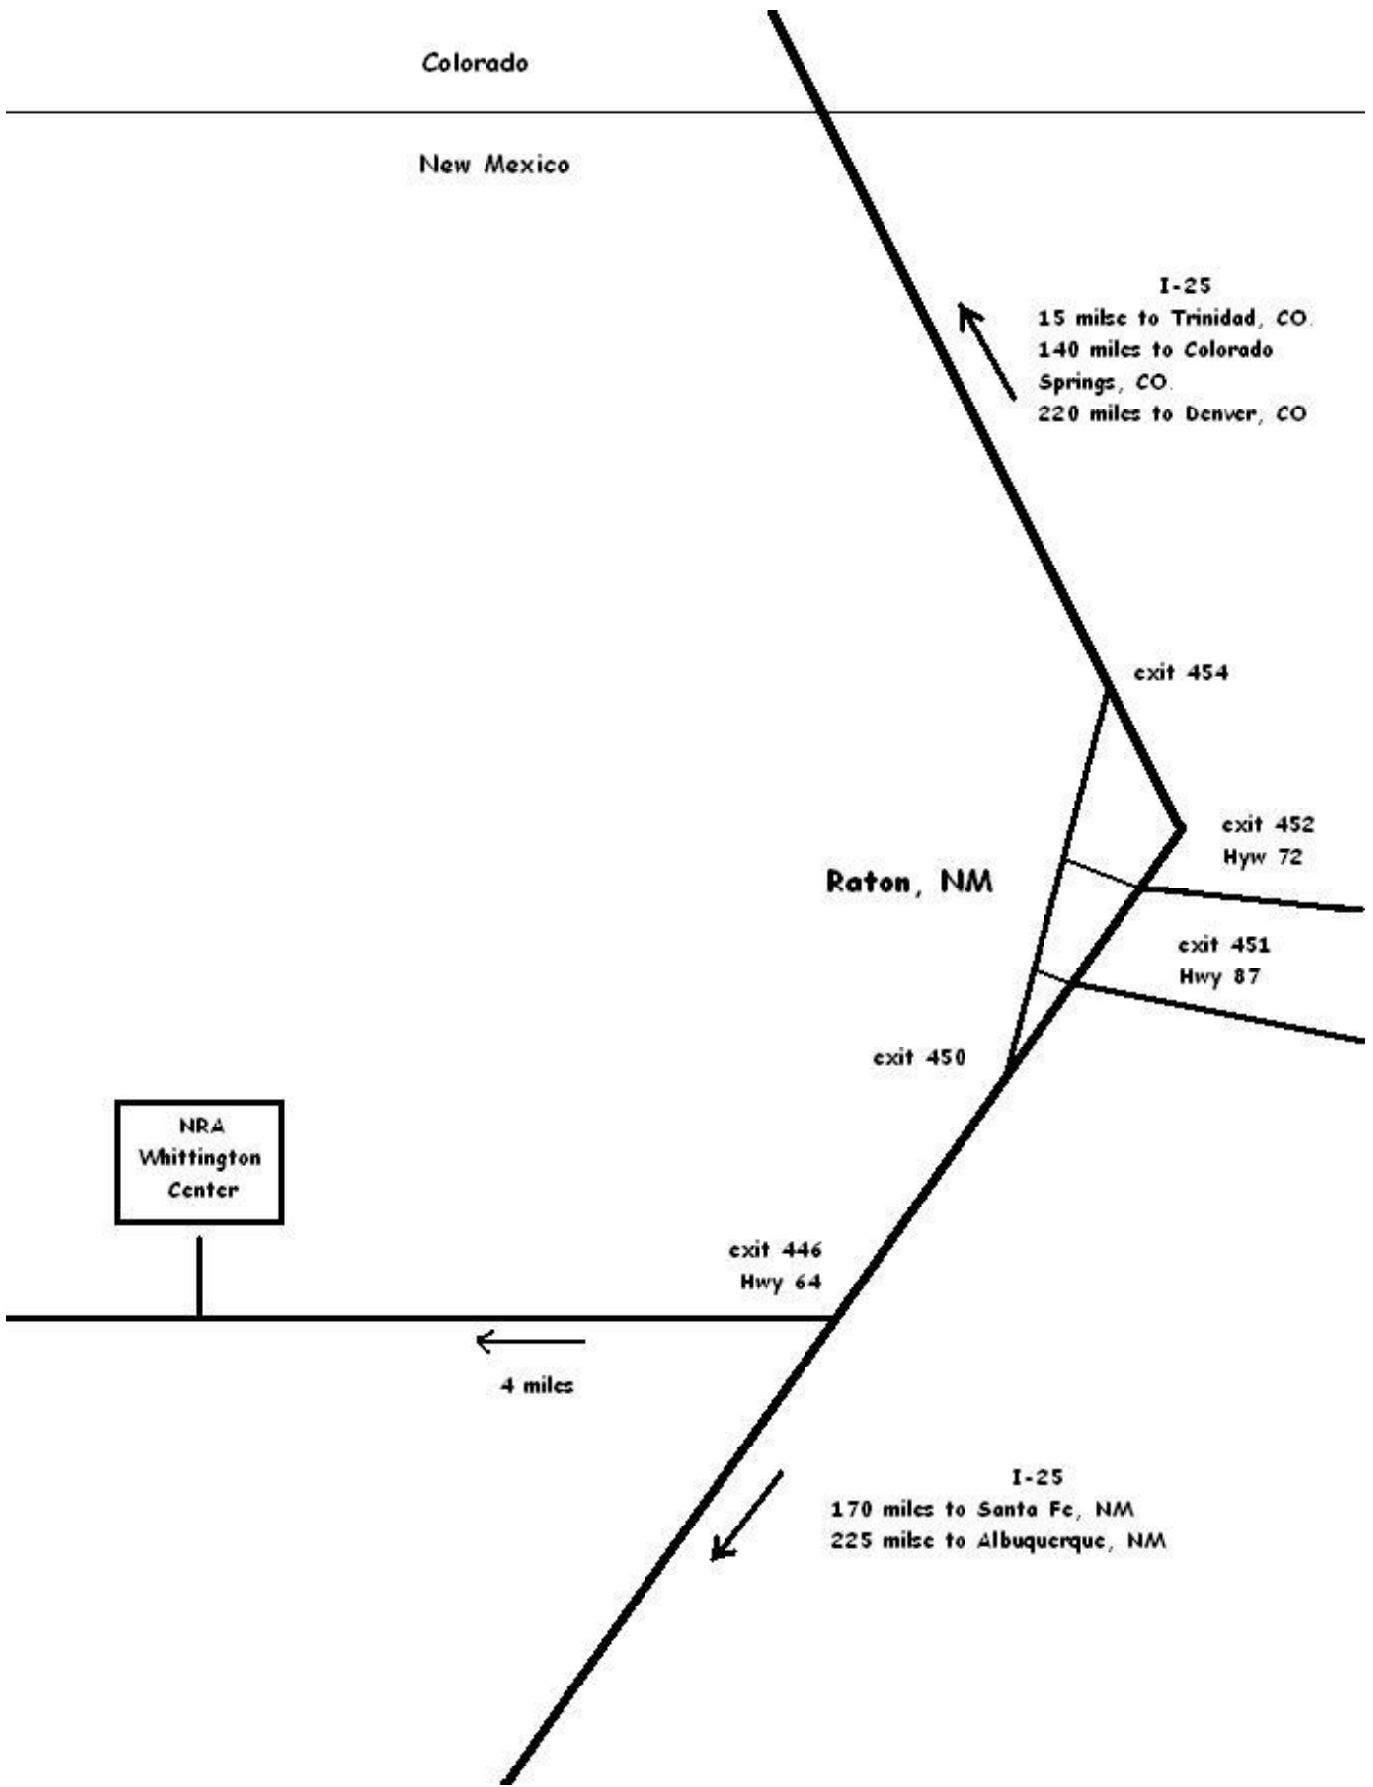 Colorado
New Mexico
I-25
15 milse to Trinidad, CO.
140 miles to Colorado
Springs, CO.
220 miles to Denver, CO
exit 454
exit 452
Hyw 72
Raton, NM
exit 451
Hwy 87
exit 450
NRA
Whittington
Center
exit 446
Hwy 64
4 miles
I-25
170 miles to Santa Fe, NM
225 milse to Albuquerque, NM